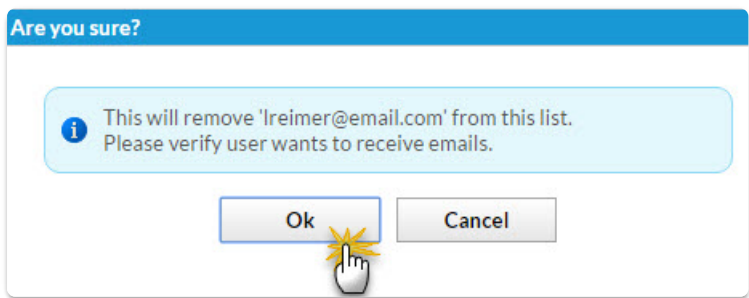 Are you sure?
This will remove 'lreimer@email.com' from this list.
Please verify user wants to receive emails.
Ok
Cancel